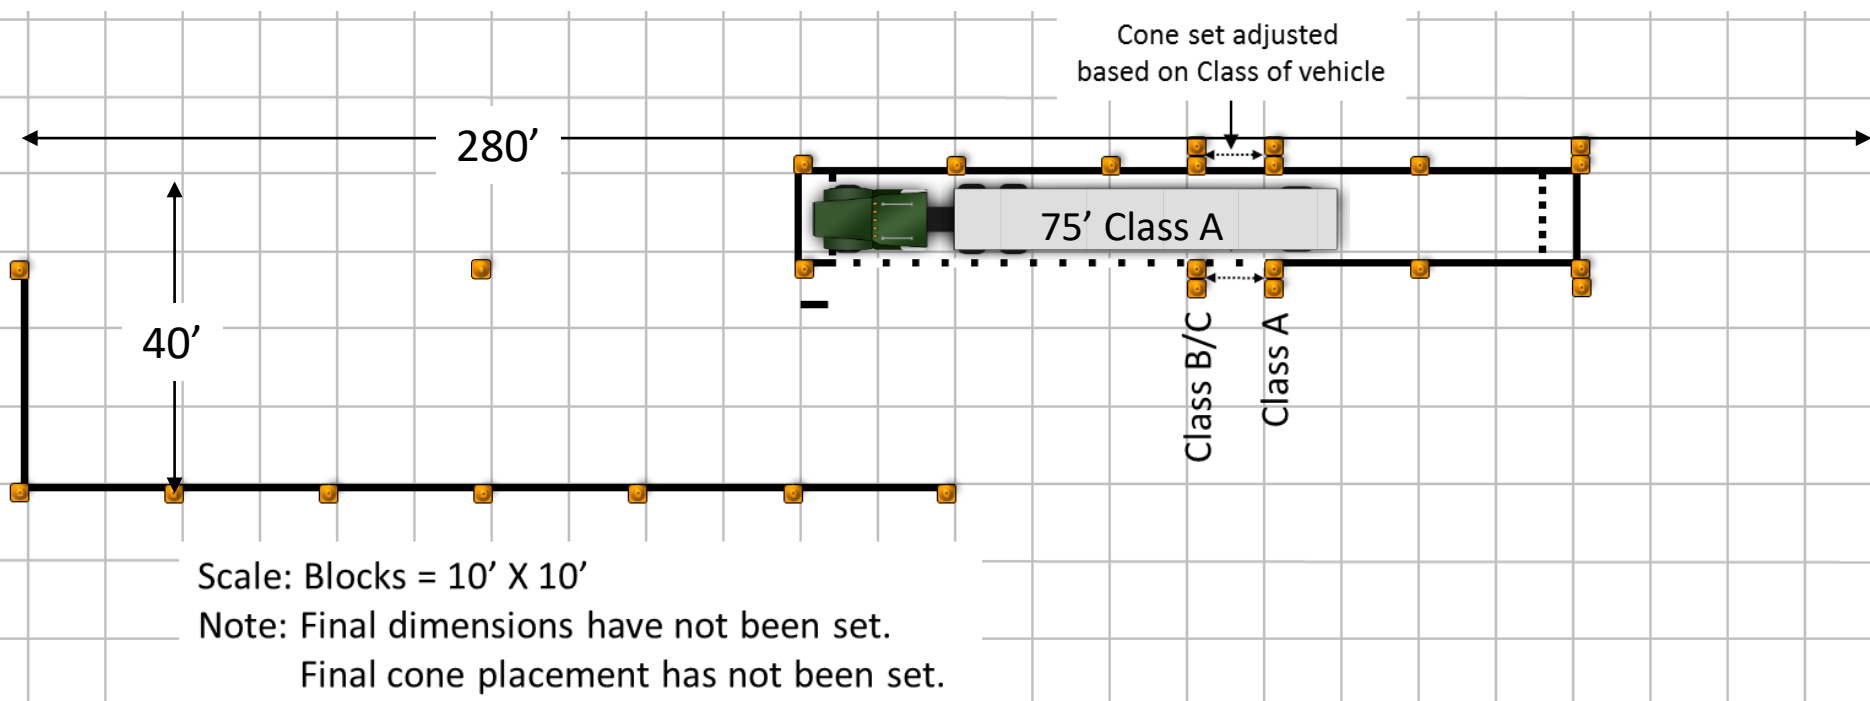 Cone set adjusted
based on Class of vehicle
280’
75’ Class A
40’
Class B/C
Class A
Scale: Blocks = 10’ X 10’
Note: Final dimensions have not been set.
Final cone placement has not been set.